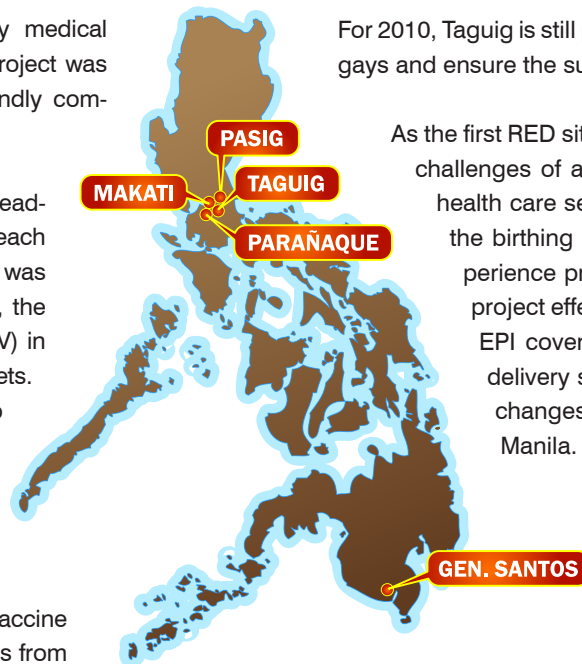 medical
roject was
ndly com-
each
was
, the
V) in
ets.
accine
s from
For 2010, Taguig is still
gays and ensure the su
As the first RED sit
challenges of a
health care se
the birthing
perience pr
project effe
EPI cover
delivery s
changes
Manila.
PASIG
MAKATI
TAGUIG
PARAÑAQUE
GEN. SANTOS